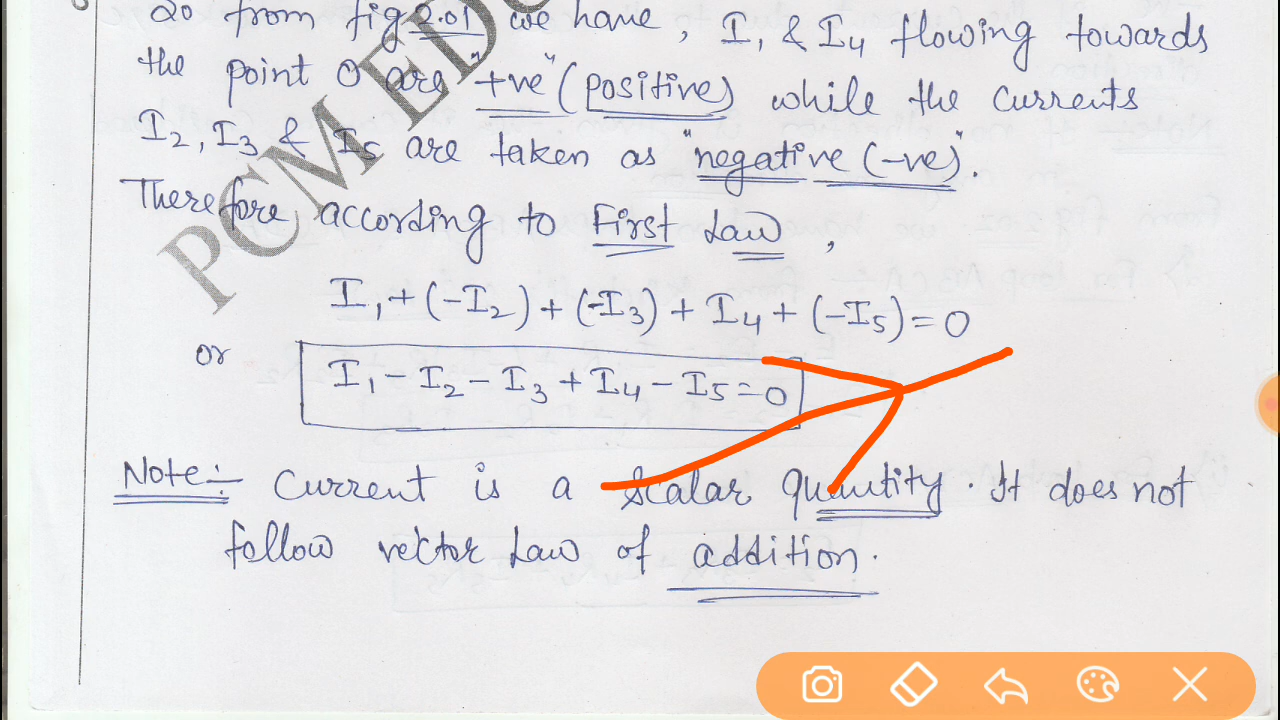 So from fig 2.01 we have, I1 & I4 flowing towards
the point O are "+ve" (positive) while the currents
I2, I3 & I5 are taken as "negative (-ve)".
Therefore, according to First Law,
I1 + (-I2) + (-I3) + I4 + (-I5) = 0
or
I1 - I2 - I3 + I4 - I5 = 0
Note:- Current is a scalar quantity. It does not
follow vector Law of addition.
PCM ED